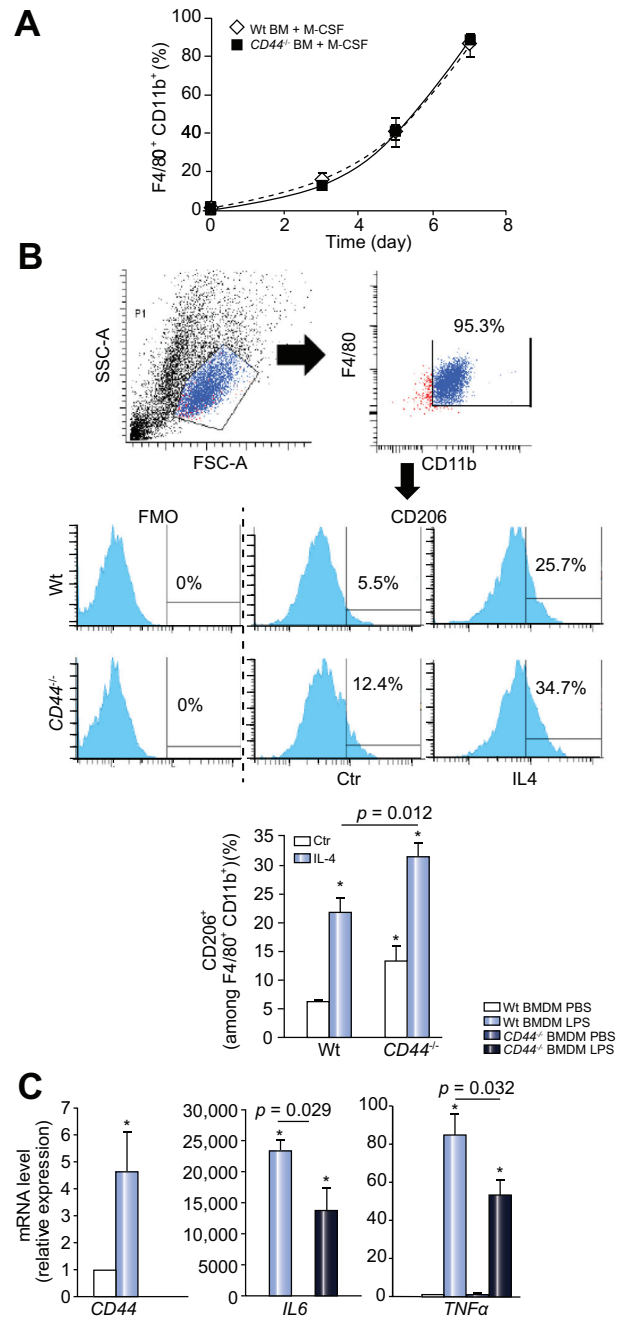 A
Wt BM + M-CSF
CD44-/- BM + M-CSF
F4/80+ CD11b+ (%)
100
80
60
40
20
0
0 2 4 6 8
Time (day)
B
P1
SSC-A
FSC-A
95.3%
F4/80
CD11b
FMO
CD206
Wt
0%
5.5%
25.7%
CD44-/-
0%
12.4%
34.7%
Ctr
IL4
p = 0.012
Ctr
IL-4
CD206+
(among F4/80+ CD11b+)(%)
35
30
25
20
15
10
5
0
*
*
*
Wt
CD44-/-
Wt BMDM PBS
Wt BMDM LPS
CD44-/- BMDM PBS
CD44-/- BMDM LPS
C
mRNA level
(relative expression)
7
6
5
4
3
2
1
0
*
CD44
25,000
20,000
25,000
20,000
15,000
10,000
15,000
5000
0
p = 0.029
*
*
IL6
100
80
60
40
20
0
p = 0.032
*
*
TNFα